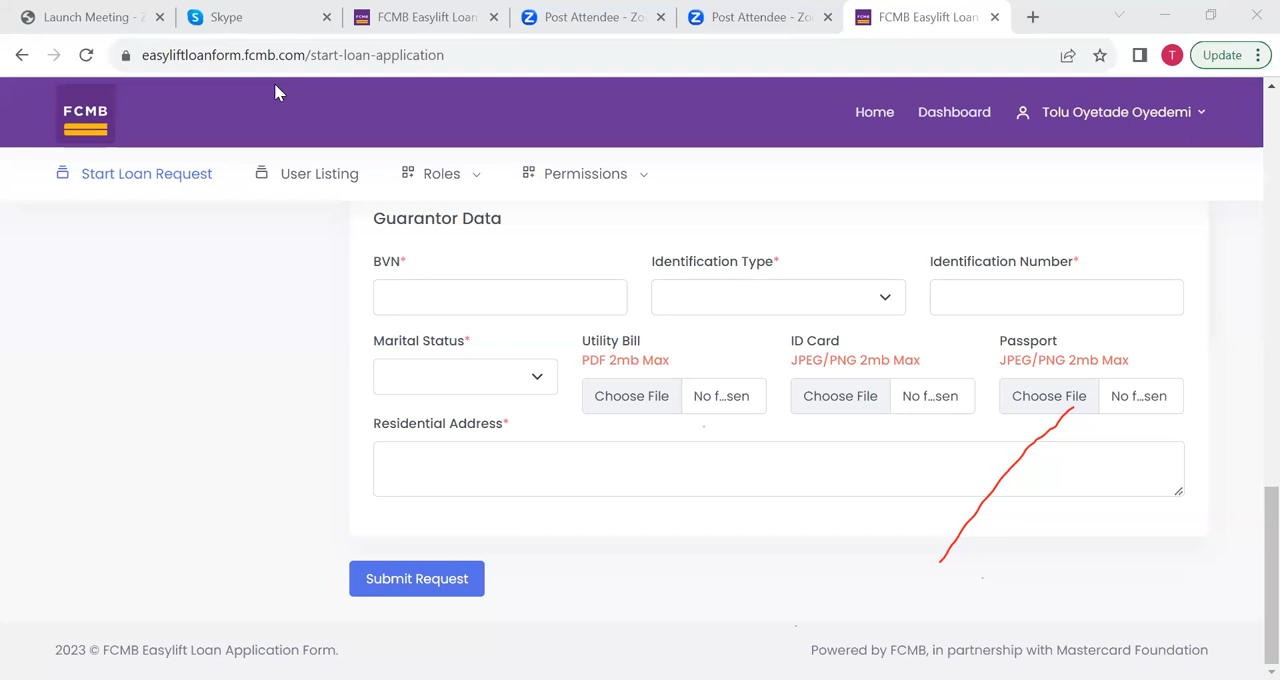 Launch Meeting - Z
Skype
FCMB Easylift Loan
Post Attendee - Zo
Post Attendee - Zo
FCMB Easylift Loan
easyliftloanform.fcmb.com/start-loan-application
T
Update
FCMB
Home
Dashboard
Tolu Oyetade Oyedemi
Start Loan Request
User Listing
Roles
Permissions
Guarantor Data
BVN*
Identification Type*
Identification Number*
Marital Status*
Utility Bill
PDF 2mb Max
Choose File
No f...sen
ID Card
JPEG/PNG 2mb Max
Choose File
No f...sen
Passport
JPEG/PNG 2mb Max
Choose File
No f...sen
Residential Address*
Submit Request
2023 © FCMB Easylift Loan Application Form.
Powered by FCMB, in partnership with Mastercard Foundation